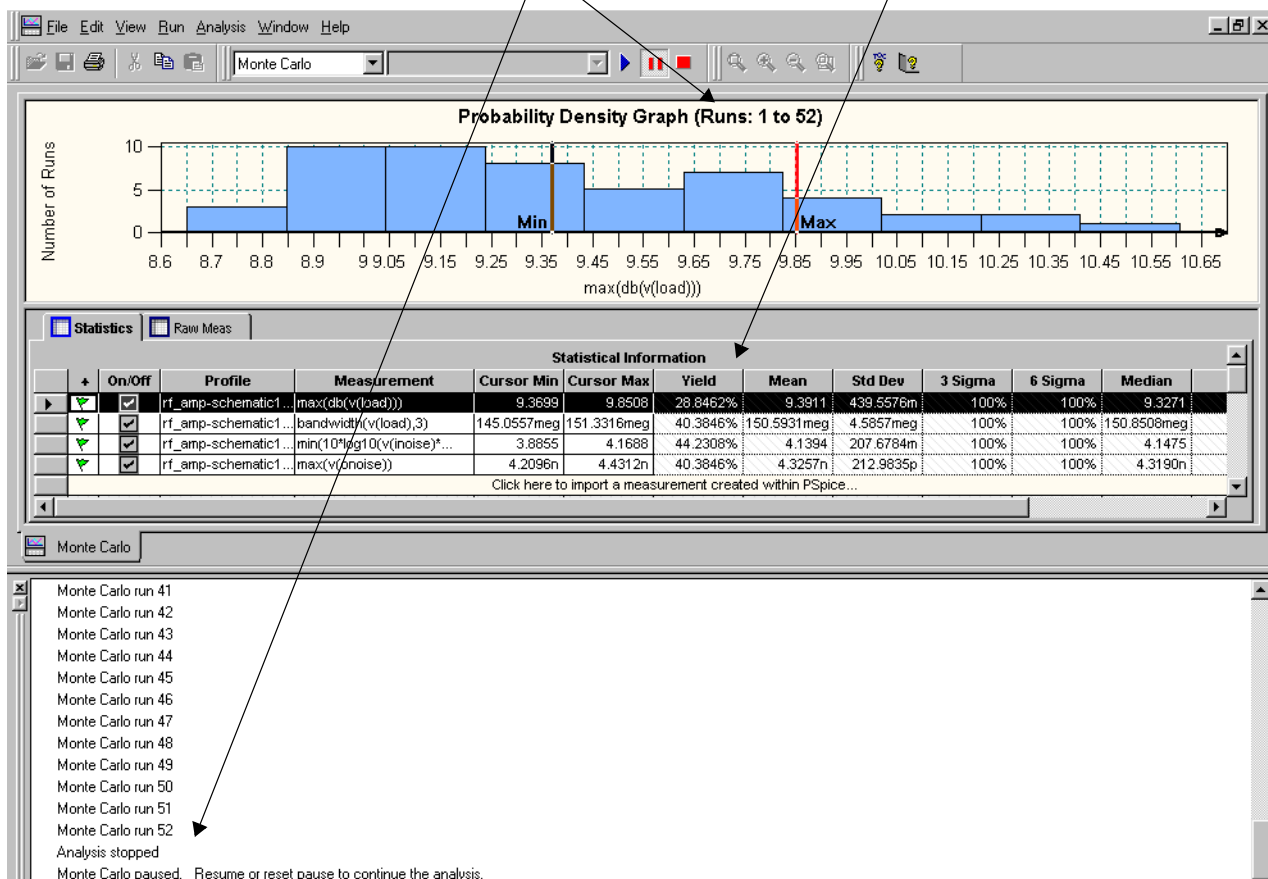 File Edit View Run Analysis Window Help
Monte Carlo
Probability Density Graph (Runs: 1 to 52)
Number of Runs
10
5
0
Min
Max
8.6 8.7 8.8 8.9 9 9.05 9.15 9.25 9.35 9.45 9.55 9.65 9.75 9.85 9.95 10.05 10.15 10.25 10.35 10.45 10.55 10.65
max(db(v(load)))
Statistics Raw Meas
Statistical Information
+ On/Off Profile Measurement Cursor Min Cursor Max Yield Mean Std Dev 3 Sigma 6 Sigma Median
rf_amp-schematic1... max(db(v(load))) 9.3699 9.8508 28.8462% 9.3911 439.5576m 100% 100% 9.3271
rf_amp-schematic1... bandwidth(v(load),3) 145.0557meg 151.3316meg 40.3846% 150.5931meg 4.5857meg 100% 100% 150.8508meg
rf_amp-schematic1... min(10*log10(v(inoise)*... 3.8855 4.1688 44.2308% 4.1394 207.6784m 100% 100% 4.1475
rf_amp-schematic1... max(v(onoise)) 4.2096n 4.4312n 40.3846% 4.3257n 212.9835p 100% 100% 4.3190n
Click here to import a measurement created within PSpice...
Monte Carlo
Monte Carlo run 41
Monte Carlo run 42
Monte Carlo run 43
Monte Carlo run 44
Monte Carlo run 45
Monte Carlo run 46
Monte Carlo run 47
Monte Carlo run 48
Monte Carlo run 49
Monte Carlo run 50
Monte Carlo run 51
Monte Carlo run 52
Analysis stopped
Monte Carlo paused. Resume or reset pause to continue the analysis.